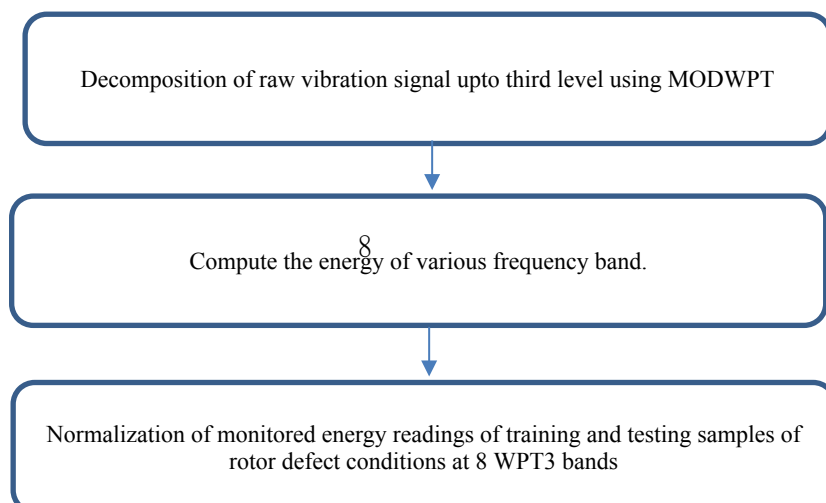 Decomposition of raw vibration signal upto third level using MODWPT
8
Compute the energy of various frequency band.
Normalization of monitored energy readings of training and testing samples of
rotor defect conditions at 8 WPT3 bands